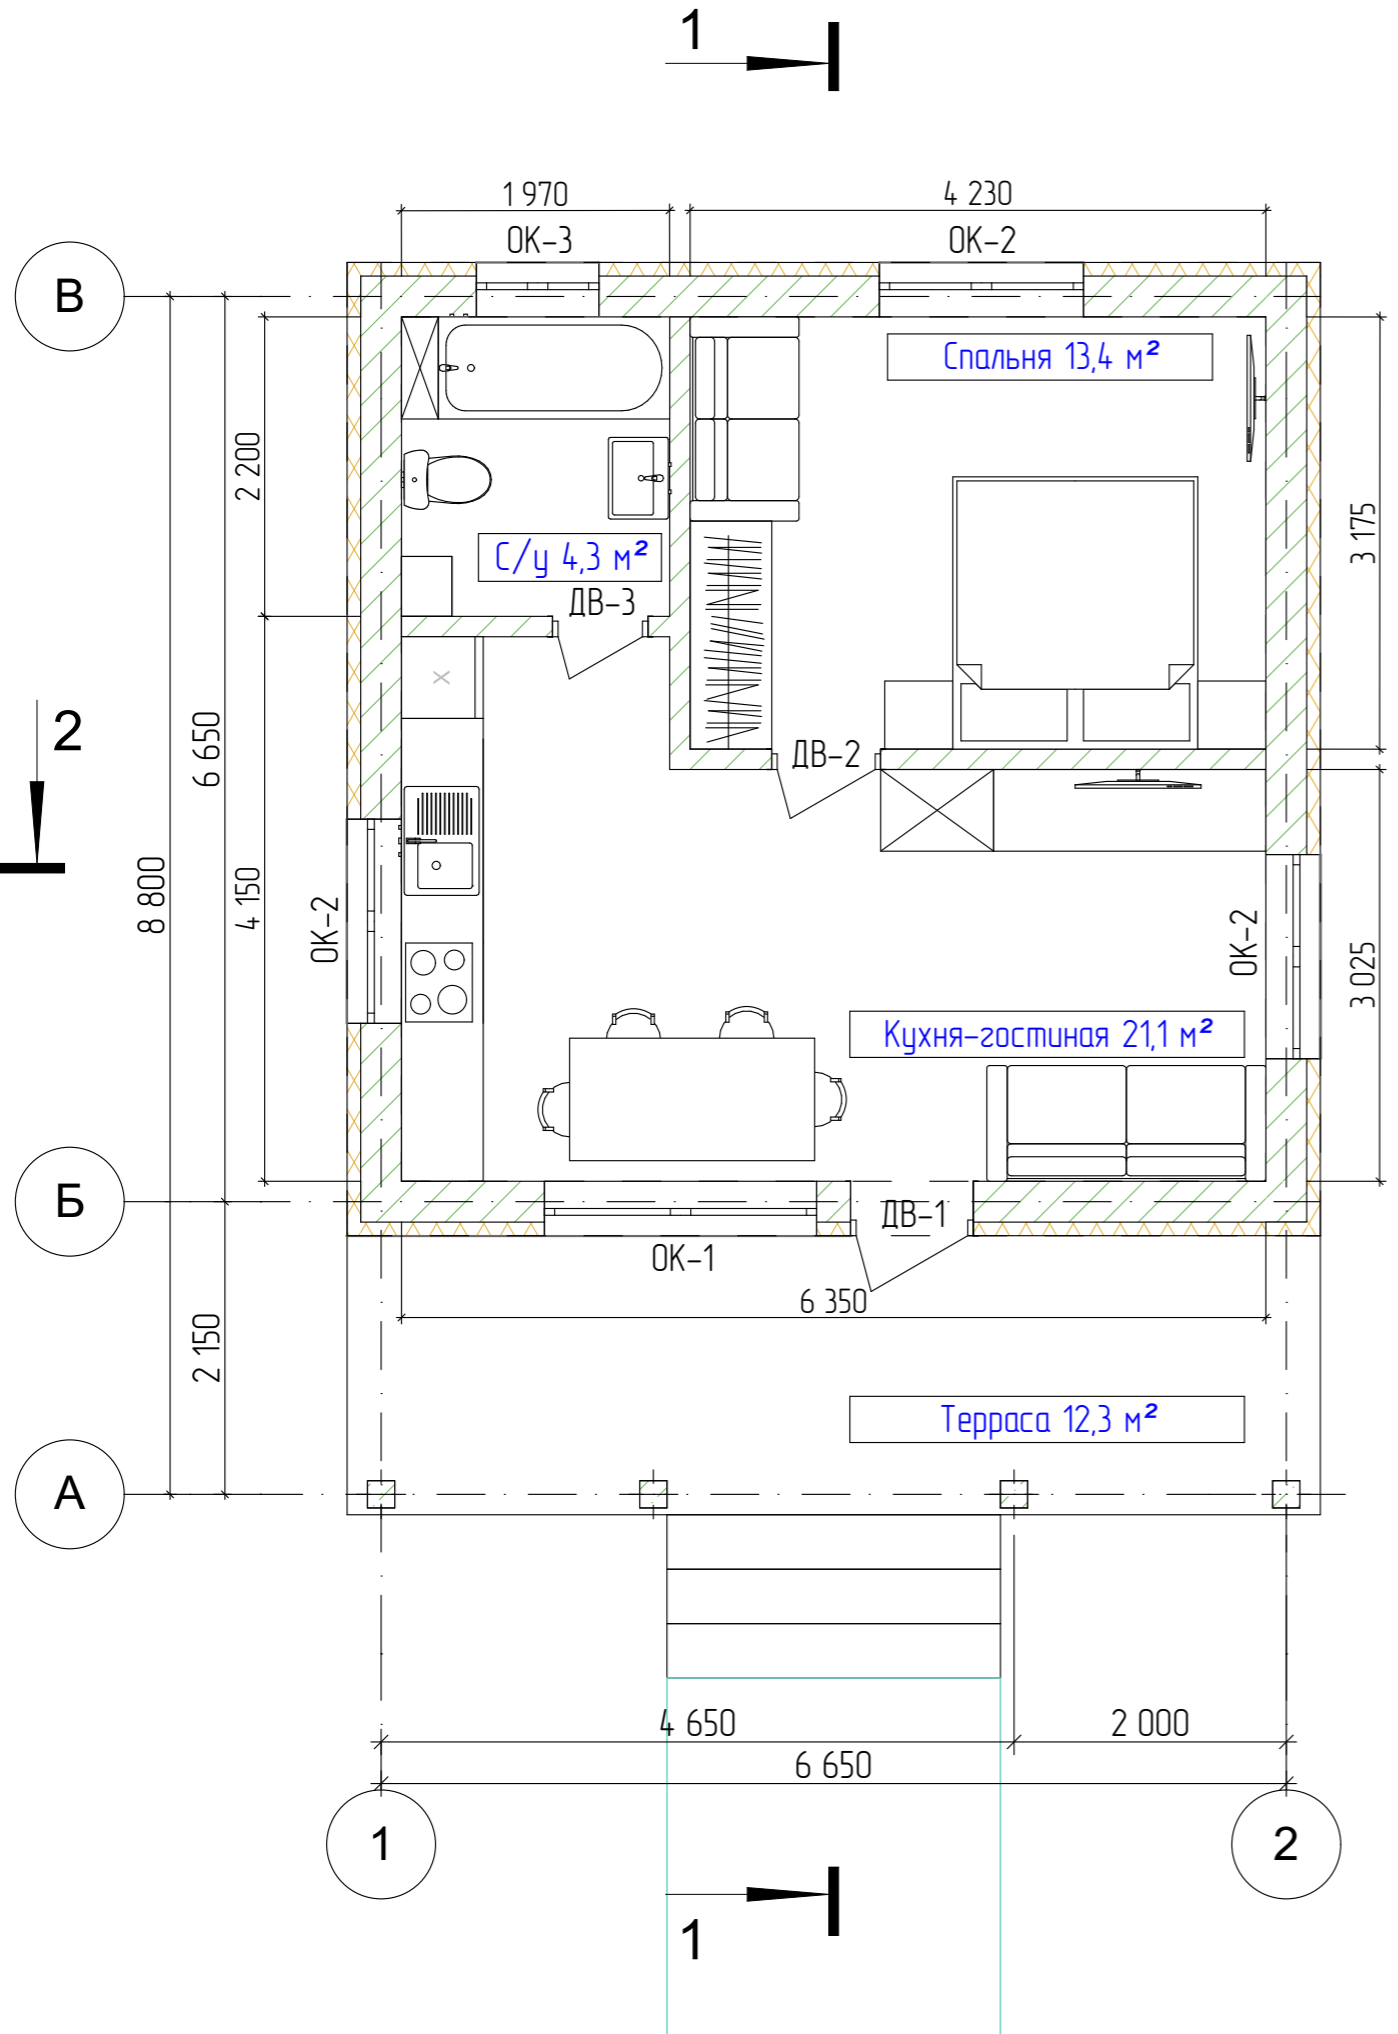 1
1 970
4 230
ОК-3
ОК-2
В
Спальня 13,4 м²
2 200
3 175
С/у 4,3 м²
ДВ-3
2
6 650
ДВ-2
8 800
4 150
ОК-2
ОК-2
3 025
Кухня-гостиная 21,1 м²
Б
ДВ-1
ОК-1
6 350
2 150
Терраса 12,3 м²
А
4 650
2 000
6 650
1
2
1